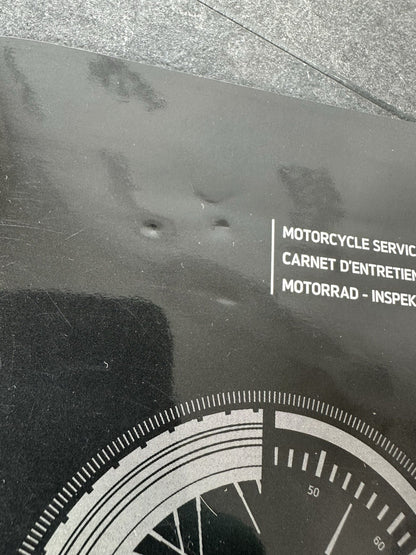 MOTORCYCLE SERVIC
CARNET D'ENTRETIEN
MOTORRAD - INSPEK
50
60